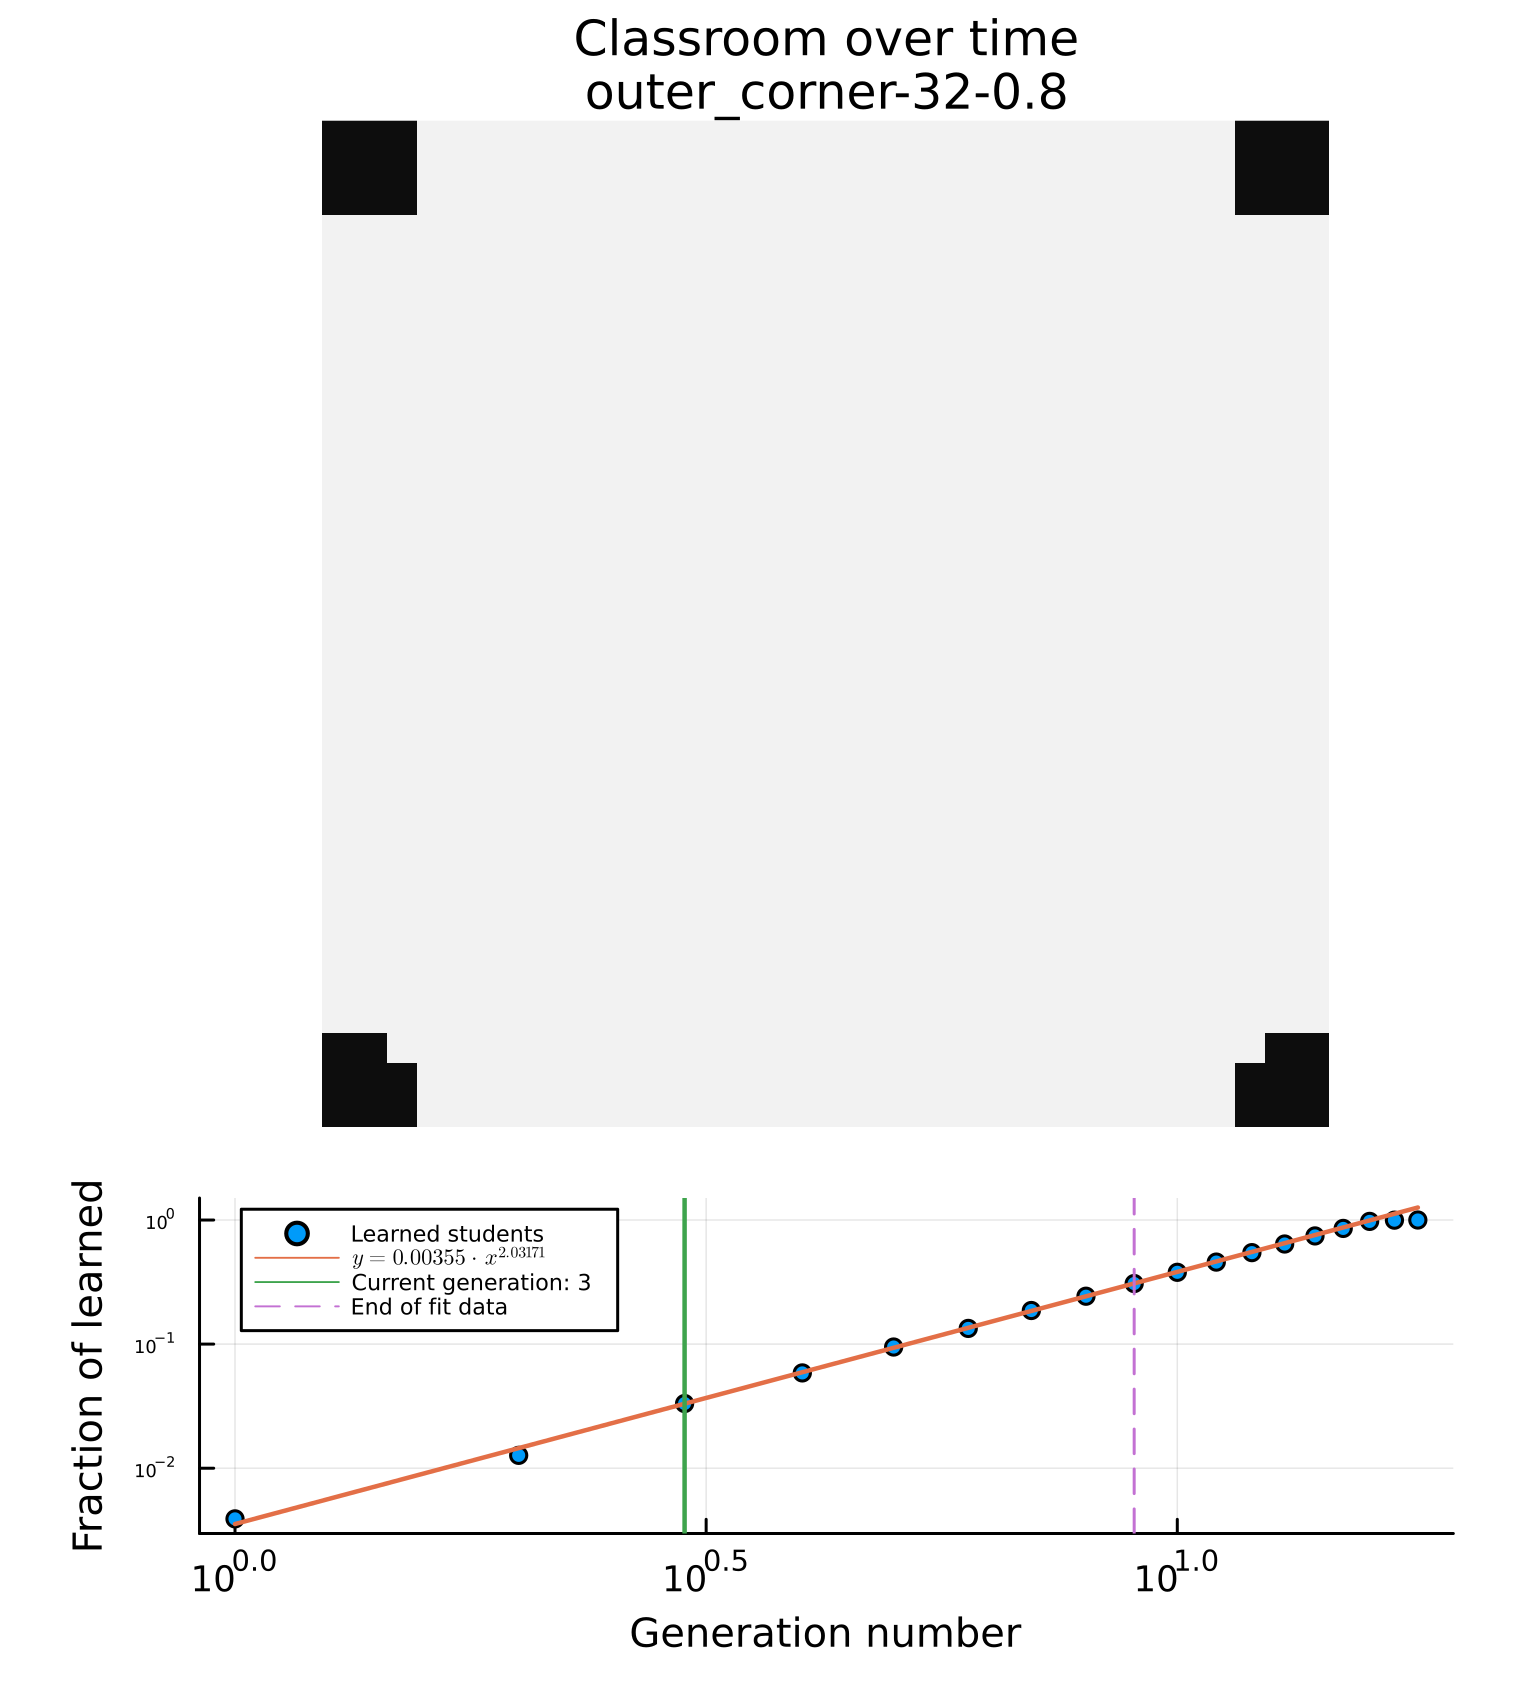 Classroom over time
outer_corner-32-0.8
Fraction of learned
10^0
10^-1
10^-2
Learned students
y = 0.00355 · x^2.03171
Current generation: 3
End of fit data
10^0.0 10^0.5 10^1.0
Generation number